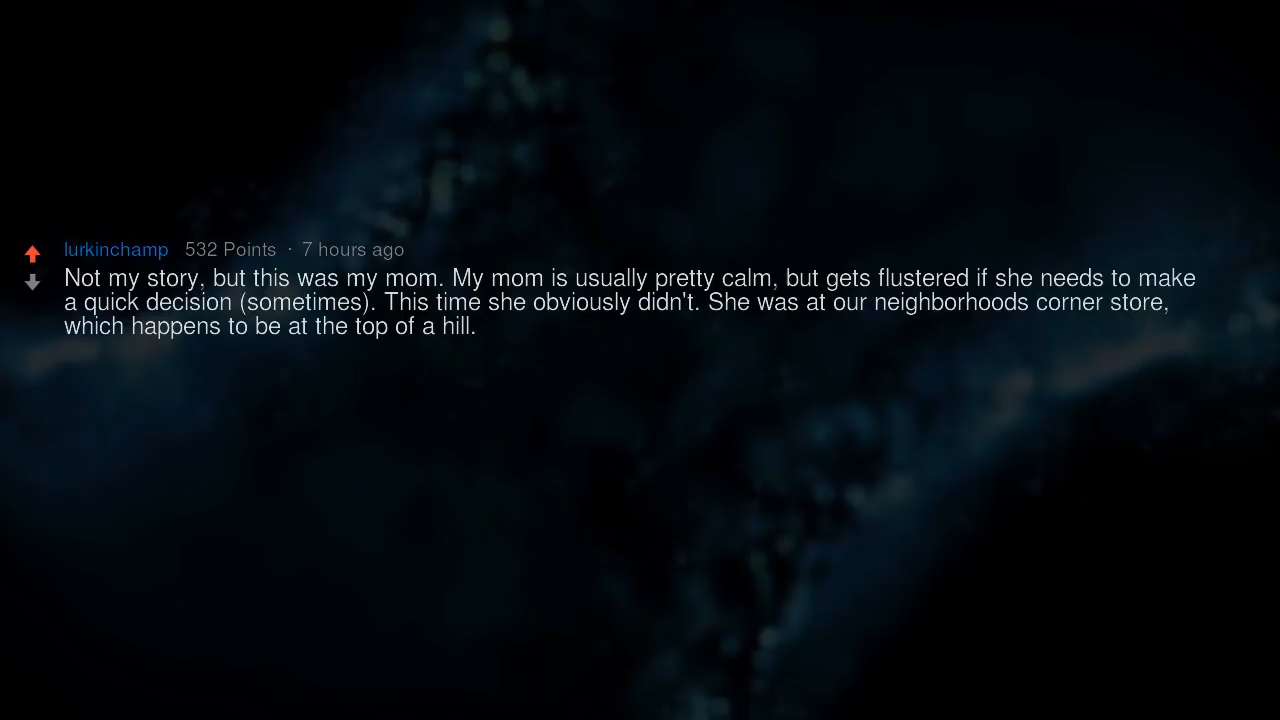 lurkinchamp 532 Points · 7 hours ago
Not my story, but this was my mom. My mom is usually pretty calm, but gets flustered if she needs to make
a quick decision (sometimes). This time she obviously didn't. She was at our neighborhoods corner store,
which happens to be at the top of a hill.